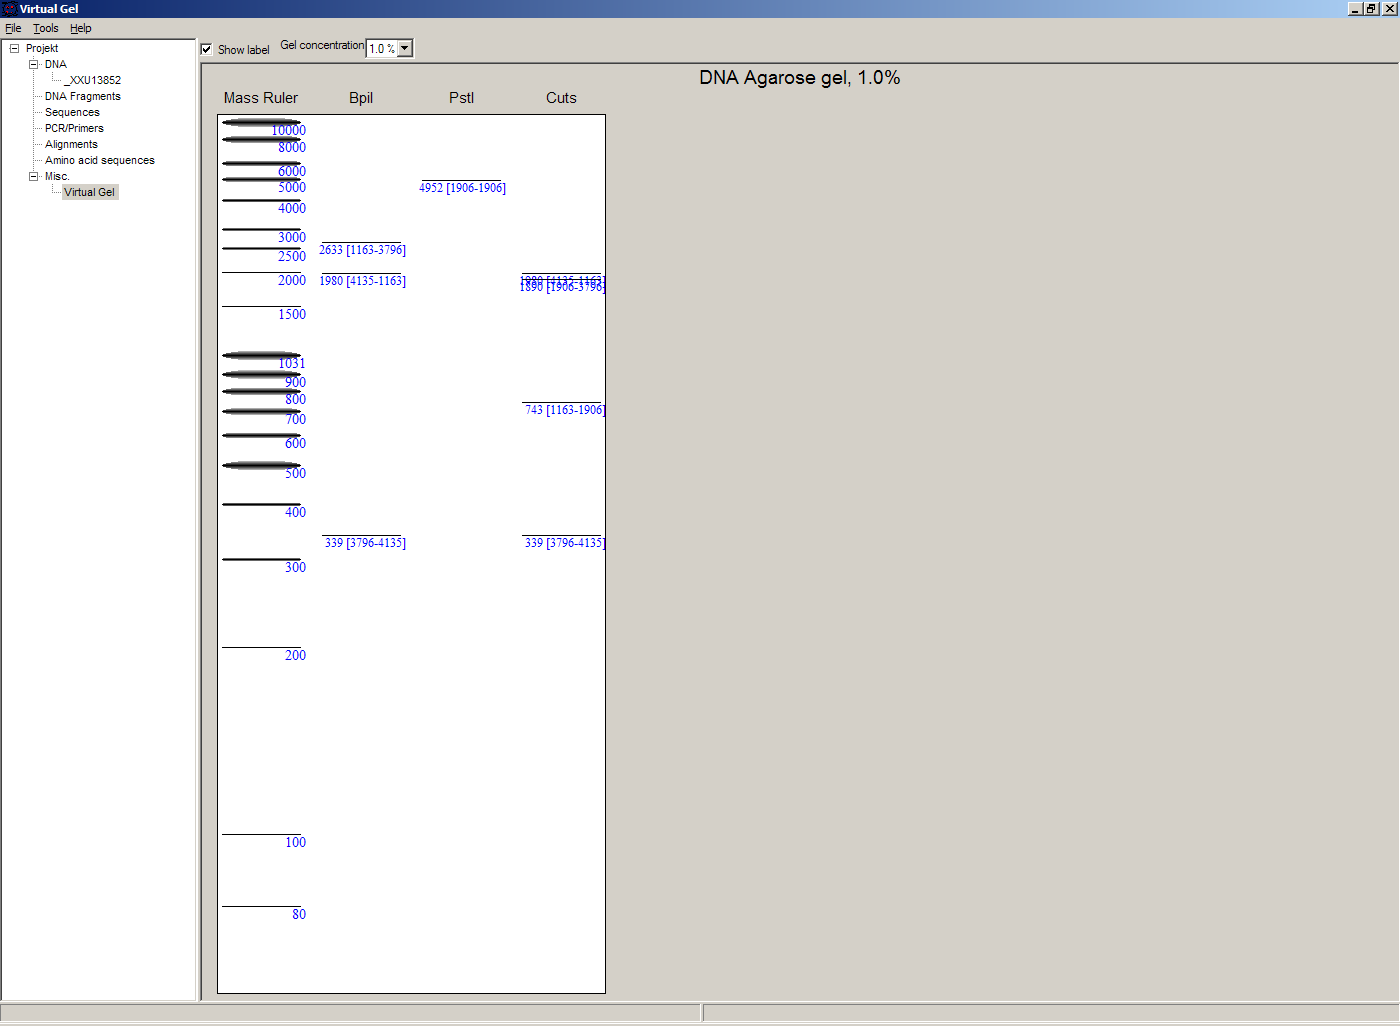 Virtual Gel
File Tools Help
Projekt
DNA
_XXU13852
DNA Fragments
Sequences
PCR/Primers
Alignments
Amino acid sequences
Misc.
Virtual Gel
Show label Gel concentration 1.0 %
DNA Agarose gel, 1.0%
Mass Ruler BpiI PstI Cuts
10000
8000
6000
5000
4952 [1906-1906]
4000
3000
2633 [1163-3796]
2500
2000
1980 [4135-1163]
1980 [4135-1163]
1890 [1906-3796]
1500
1031
900
800
743 [1163-1906]
700
600
500
400
339 [3796-4135]
339 [3796-4135]
300
200
100
80